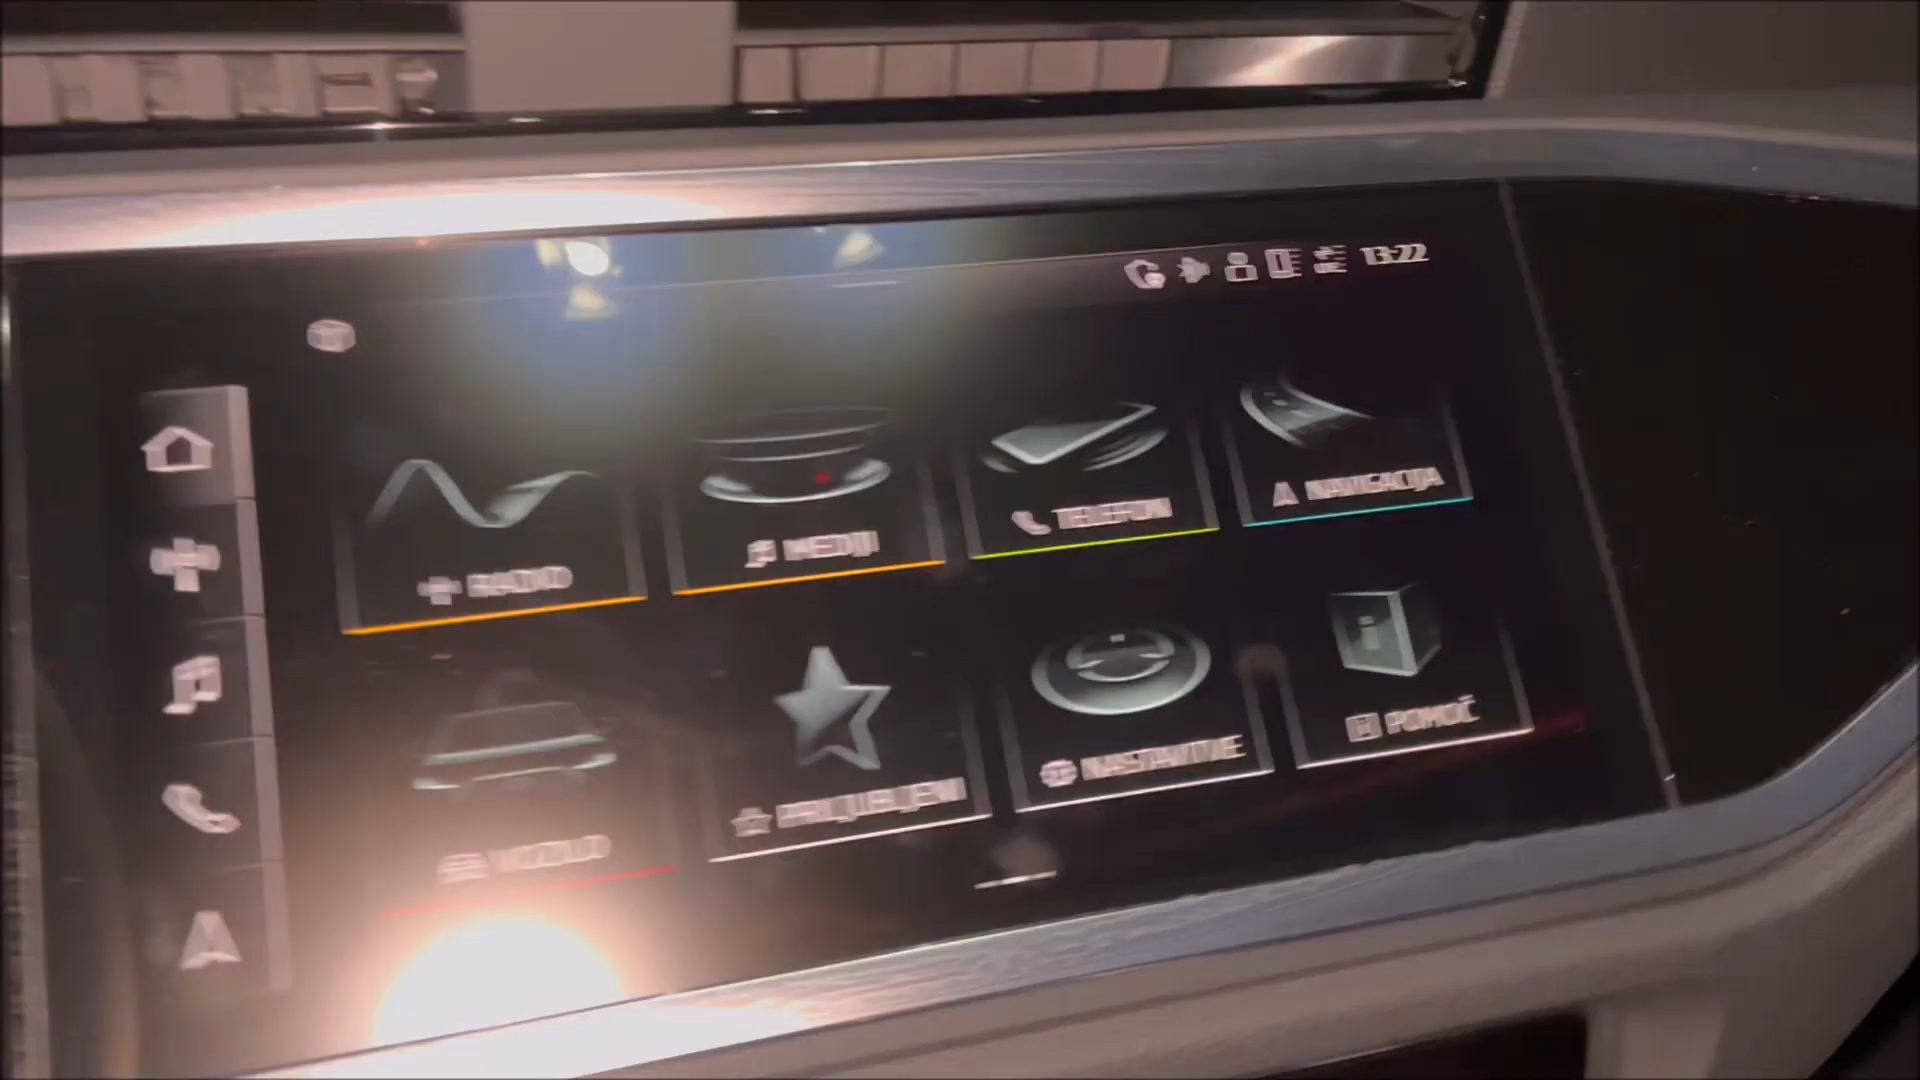 13:22
RADIO
MEDIJI
TELEFON
NAVIGACIJA
VOZILO
PRILJUBLJENI
NASTAVITVE
POMOČ